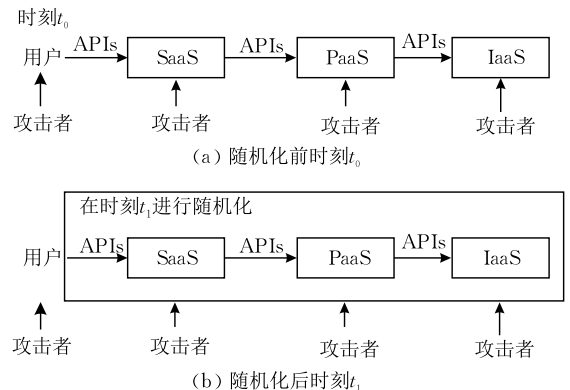 时刻t₀
用户 APIs SaaS APIs PaaS APIs IaaS
攻击者 攻击者 攻击者 攻击者
(a) 随机化前时刻t₀
在时刻t₁进行随机化
用户 APIs SaaS APIs PaaS APIs IaaS
攻击者 攻击者 攻击者 攻击者
(b) 随机化后时刻t₁